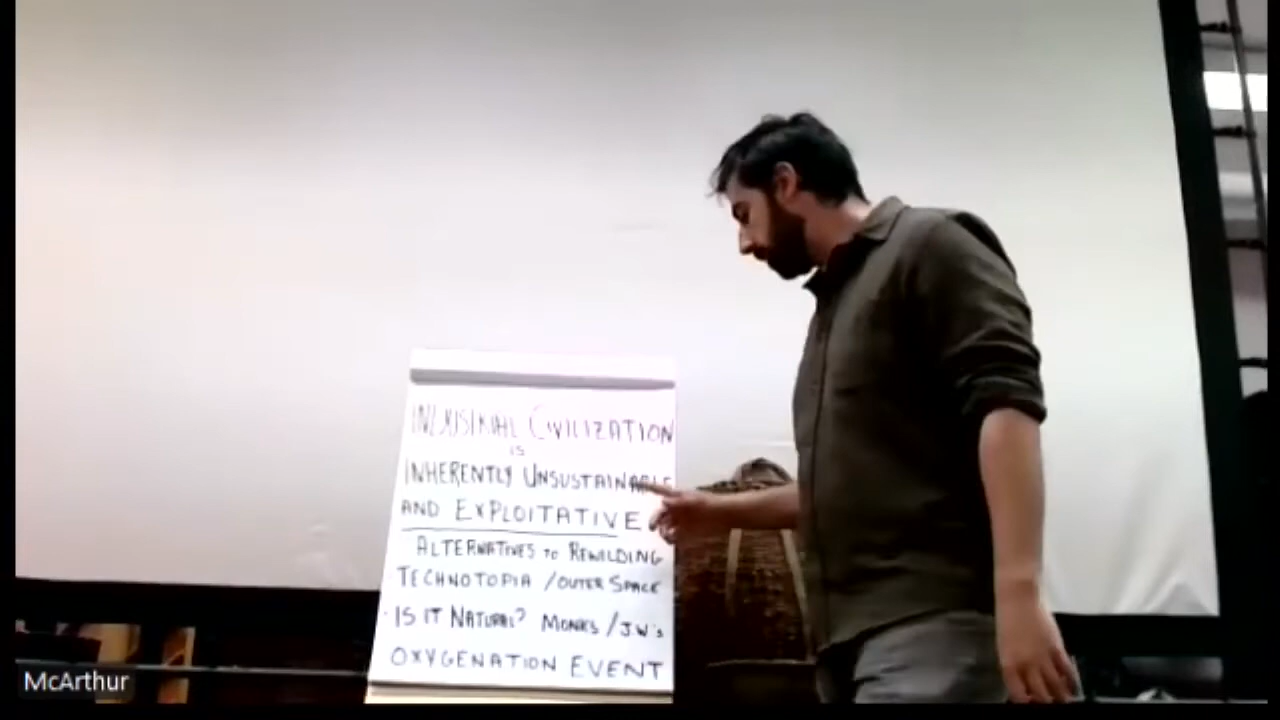 INDUSTRIAL CIVILIZATION
IS
INHERENTLY UNSUSTAINABLE
AND EXPLOITATIVE
ALTERNATIVES TO REWILDING
TECHNOTOPIA / OUTER SPACE
· IS IT NATURAL? MONKS / JW's
OXYGENATION EVENT
McArthur